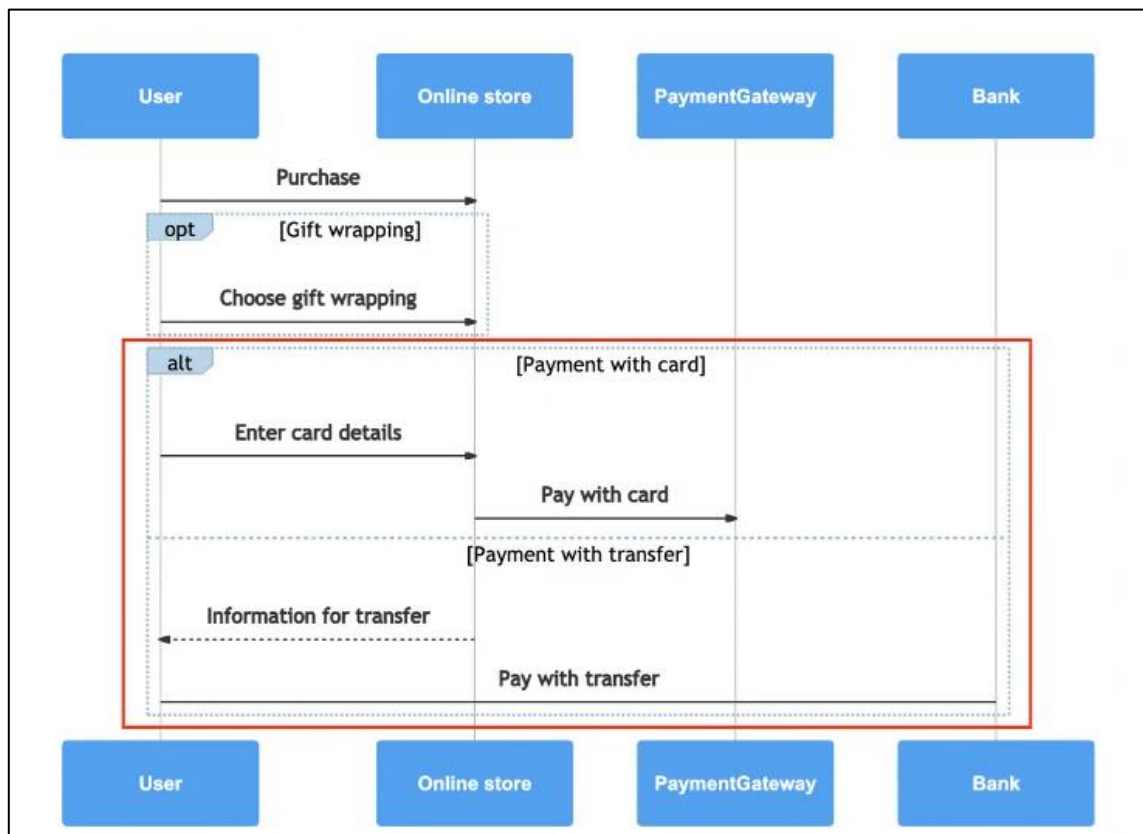 User
Online store
PaymentGateway
Bank
Purchase
opt
[Gift wrapping]
Choose gift wrapping
alt
[Payment with card]
Enter card details
Pay with card
[Payment with transfer]
Information for transfer
Pay with transfer
User
Online store
PaymentGateway
Bank